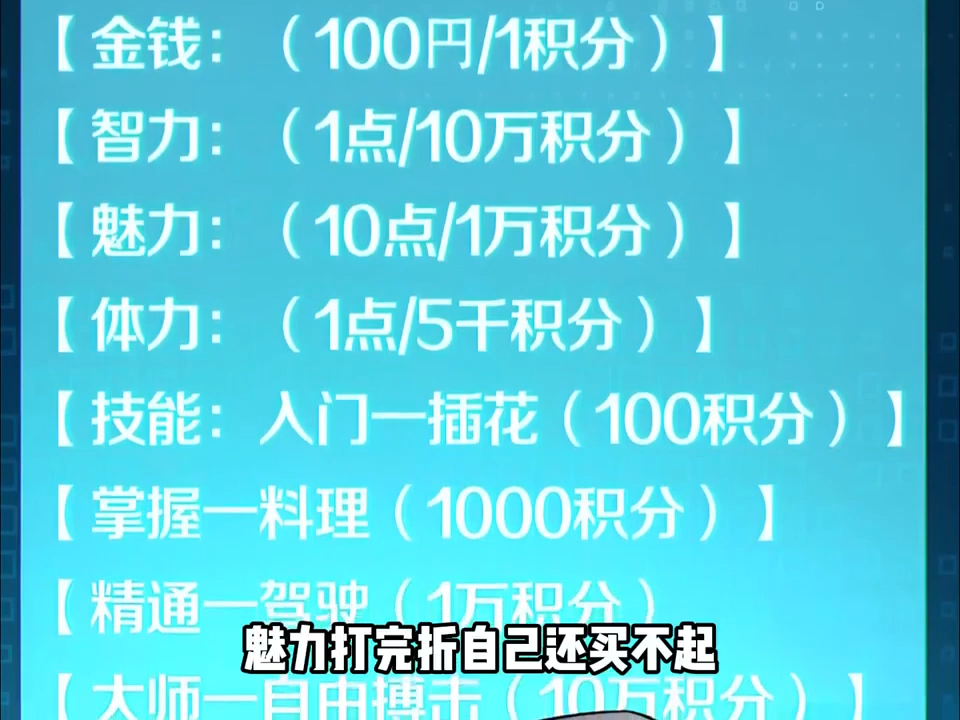 【金钱:(100円/1积分)】
【智力:(1点/10万积分)】
【魅力:(10点/1万积分)】
【体力:(1点/5千积分)】
【技能:入门一插花(100积分)】
【掌握一料理(1000积分)】
【精通一驾驶(1万积分)
魅力打完折自己还买不起
【大师一自由搏击(10万积分)】